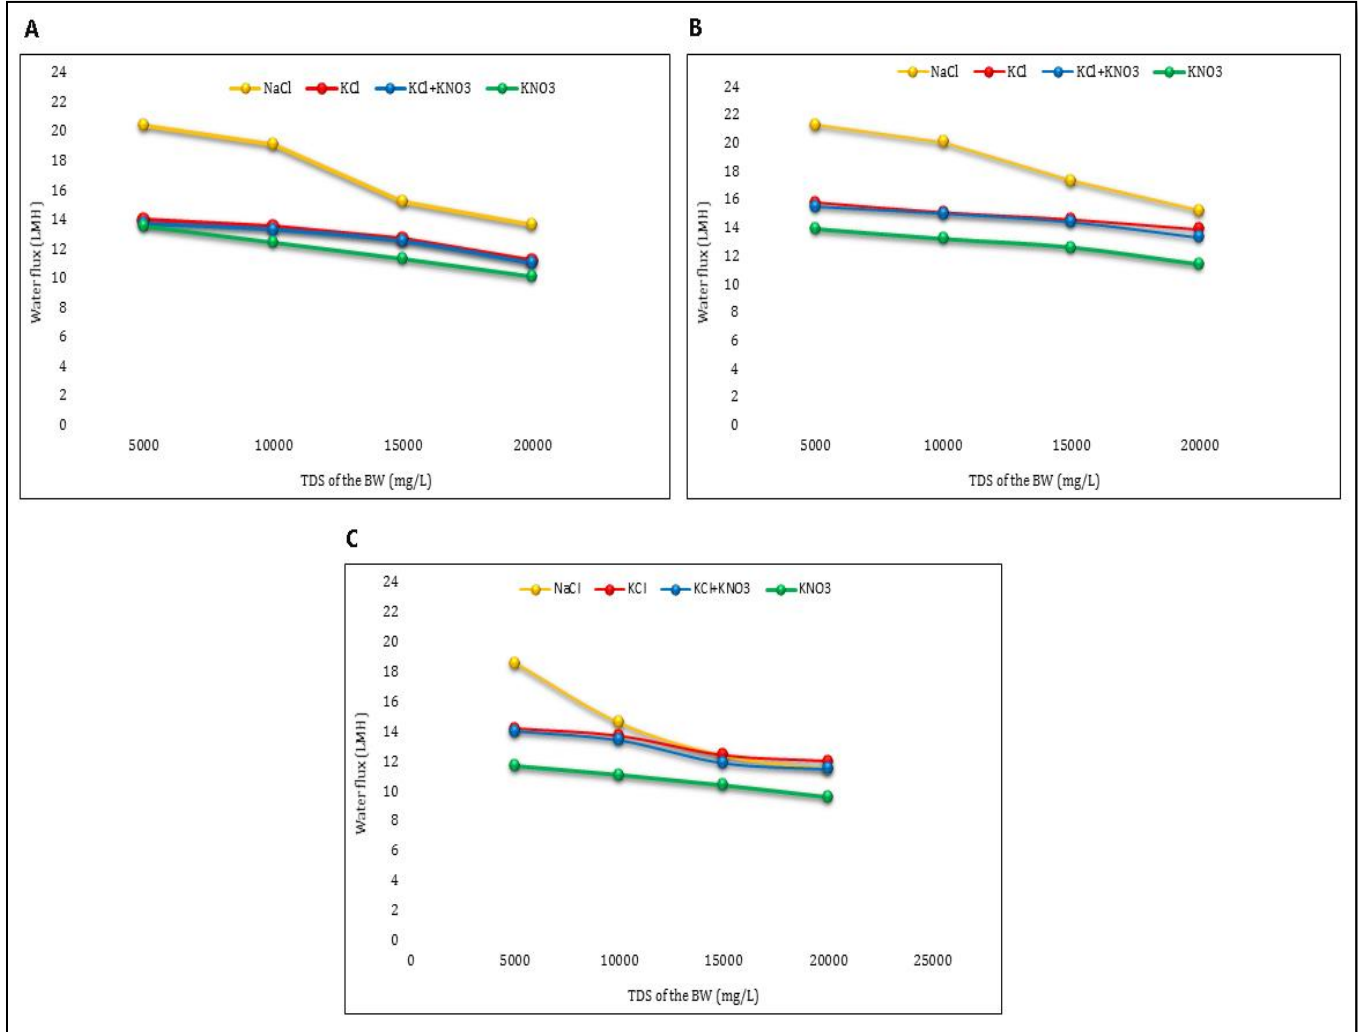 A
24
NaCl KCl KCl+KNO3 KNO3
22
20
18
16
14
12
10
8
6
4
2
0
Water flux (LMH)
5000 10000 15000 20000
TDS of the BW (mg/L)
B
NaCl KCl KCl+KNO3 KNO3
24
22
20
18
16
14
12
10
8
6
4
2
0
Water flux (LMH)
5000 10000 15000 20000
TDS of the BW (mg/L)
C
24
NaCl KCl KCl+KNO3 KNO3
22
20
18
16
14
12
10
8
6
4
2
0
Water flux (LMH)
0 5000 10000 15000 20000 25000
TDS of the BW (mg/L)